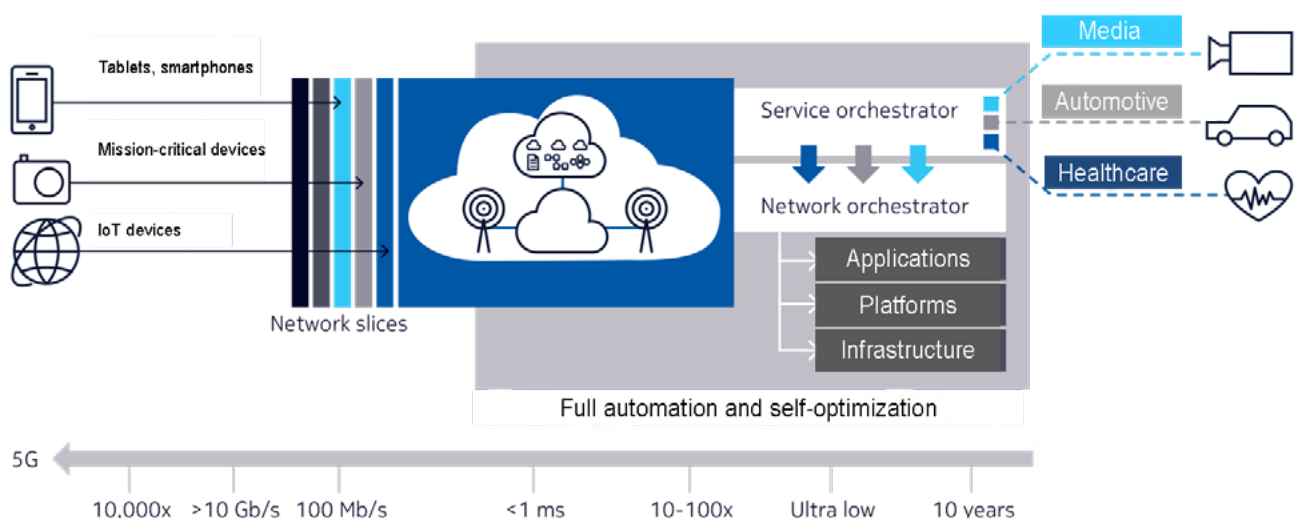 Tablets, smartphones
Mission-critical devices
IoT devices
Network slices
Service orchestrator
Network orchestrator
Applications
Platforms
Infrastructure
Full automation and self-optimization
Media
Automotive
Healthcare
5G
10,000x >10 Gb/s 100 Mb/s <1 ms 10-100x Ultra low 10 years